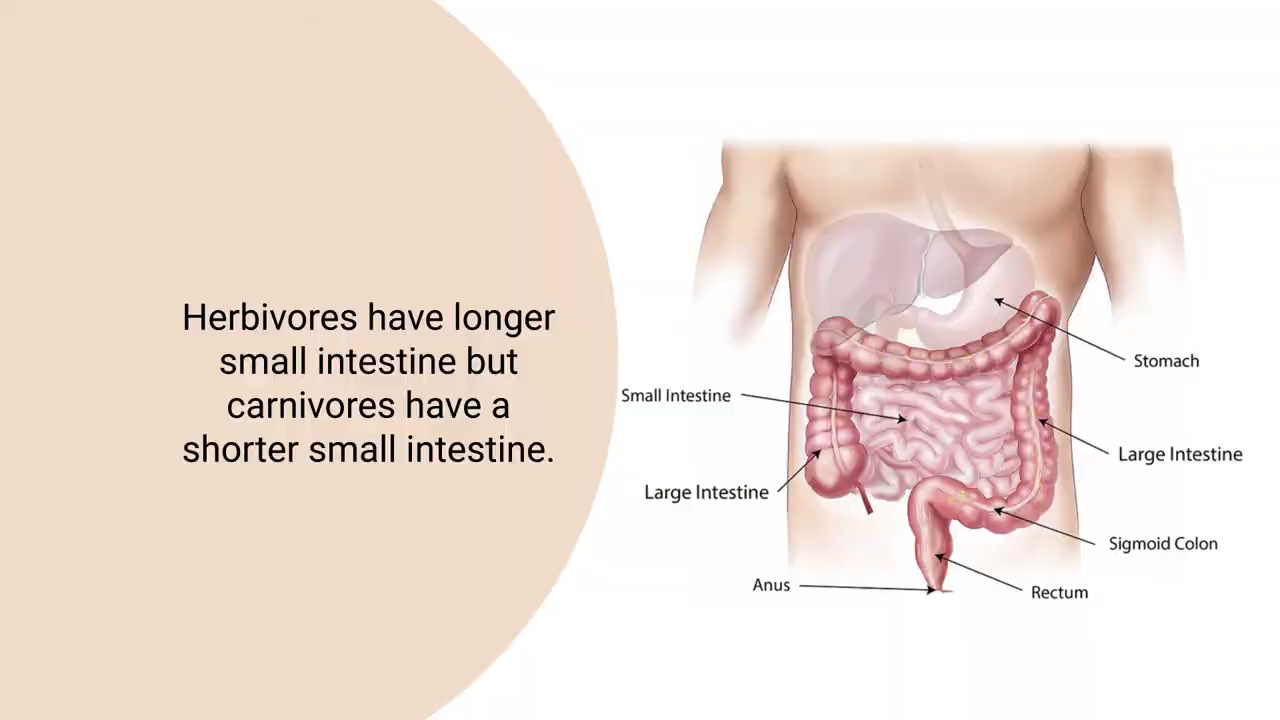 Herbivores have longer
small intestine but
carnivores have a
shorter small intestine.
Stomach
Small Intestine
Large Intestine
Large Intestine
Sigmoid Colon
Anus
Rectum